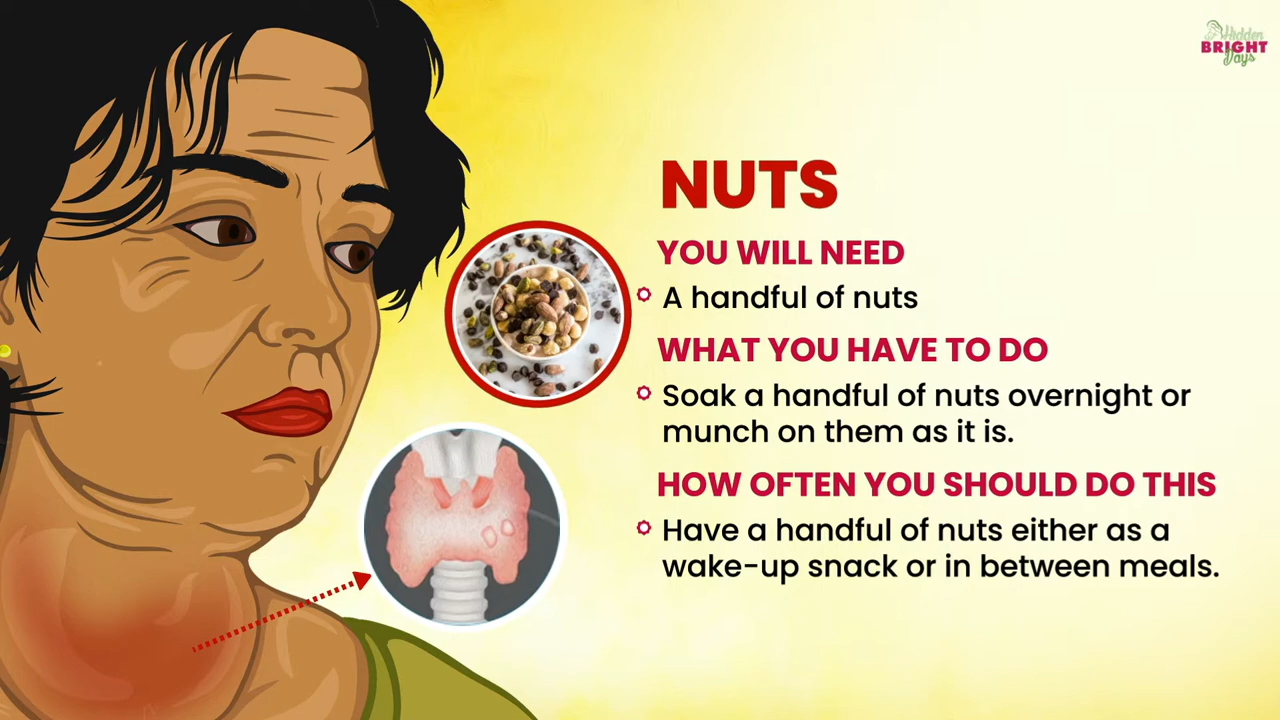 Hidden
BRIGHT
Days
NUTS
YOU WILL NEED
A handful of nuts
WHAT YOU HAVE TO DO
Soak a handful of nuts overnight or
munch on them as it is.
HOW OFTEN YOU SHOULD DO THIS
Have a handful of nuts either as a
wake-up snack or in between meals.